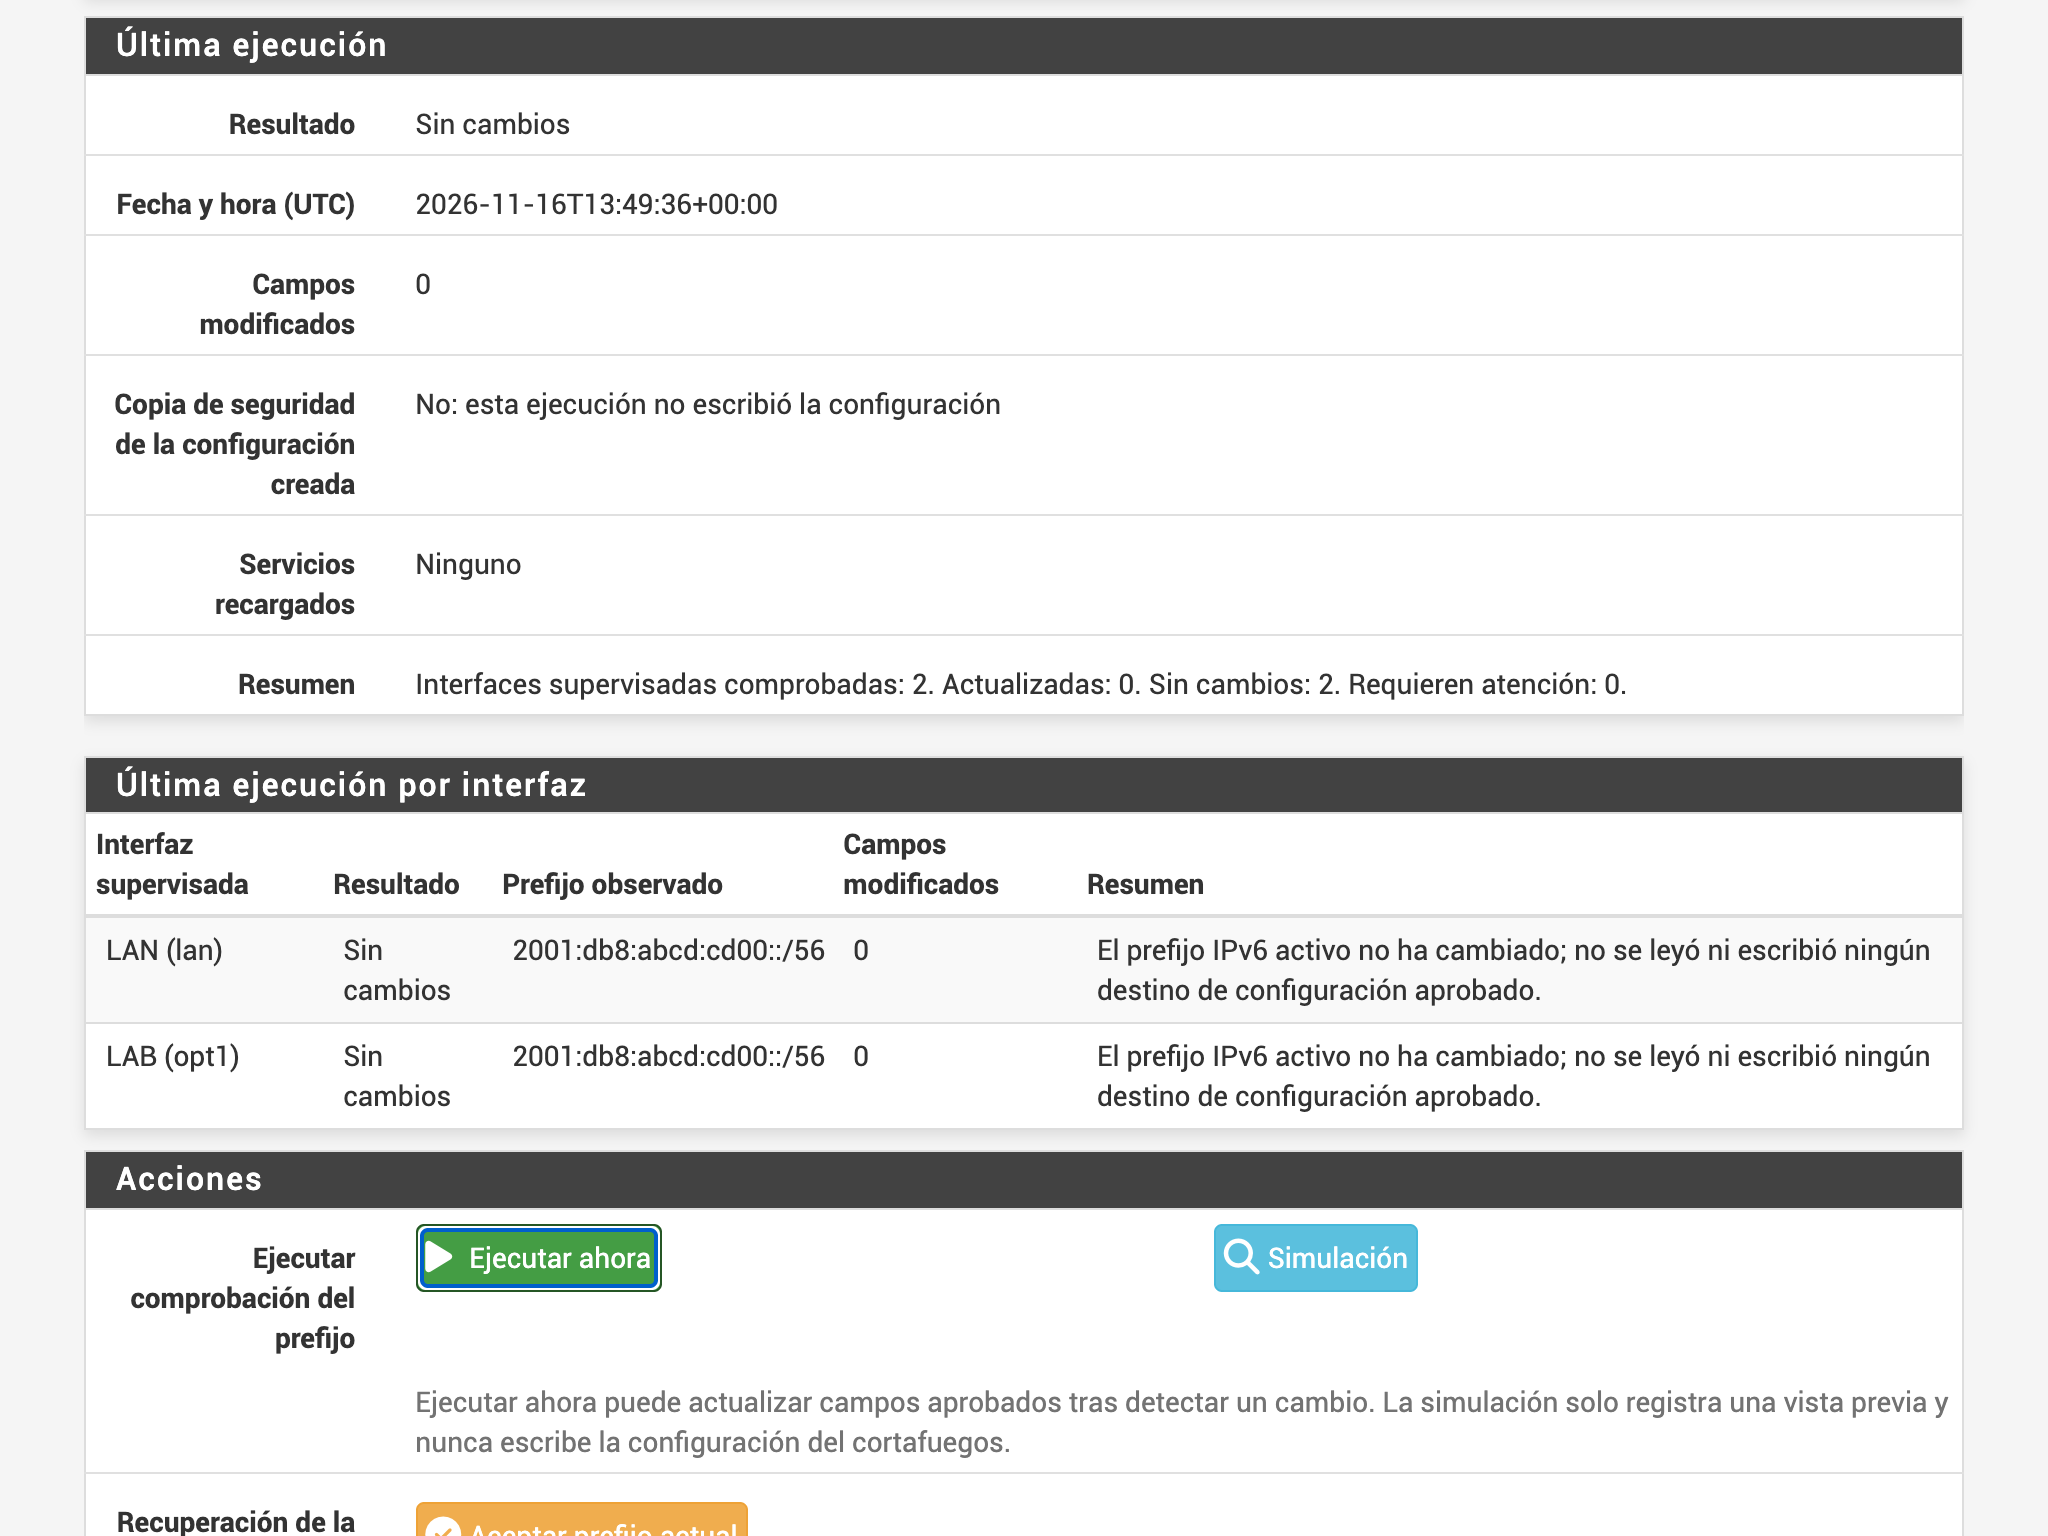 Última ejecución
Resultado
Sin cambios
Fecha y hora (UTC)
2026-11-16T13:49:36+00:00
Campos
modificados
0
Copia de seguridad
de la configuración
creada
No: esta ejecución no escribió la configuración
Servicios
recargados
Ninguno
Resumen
Interfaces supervisadas comprobadas: 2. Actualizadas: 0. Sin cambios: 2. Requieren atención: 0.
Última ejecución por interfaz
Interfaz
supervisada
Resultado
Prefijo observado
Campos
modificados
Resumen
LAN (lan)
Sin
cambios
2001:db8:abcd:cd00::/56
0
El prefijo IPv6 activo no ha cambiado; no se leyó ni escribió ningún
destino de configuración aprobado.
LAB (opt1)
Sin
cambios
2001:db8:abcd:cd00::/56
0
El prefijo IPv6 activo no ha cambiado; no se leyó ni escribió ningún
destino de configuración aprobado.
Acciones
Ejecutar
comprobación del
prefijo
Ejecutar ahora
Simulación
Ejecutar ahora puede actualizar campos aprobados tras detectar un cambio. La simulación solo registra una vista previa y
nunca escribe la configuración del cortafuegos.
Recuperación de la
Aceptar prefijo actual